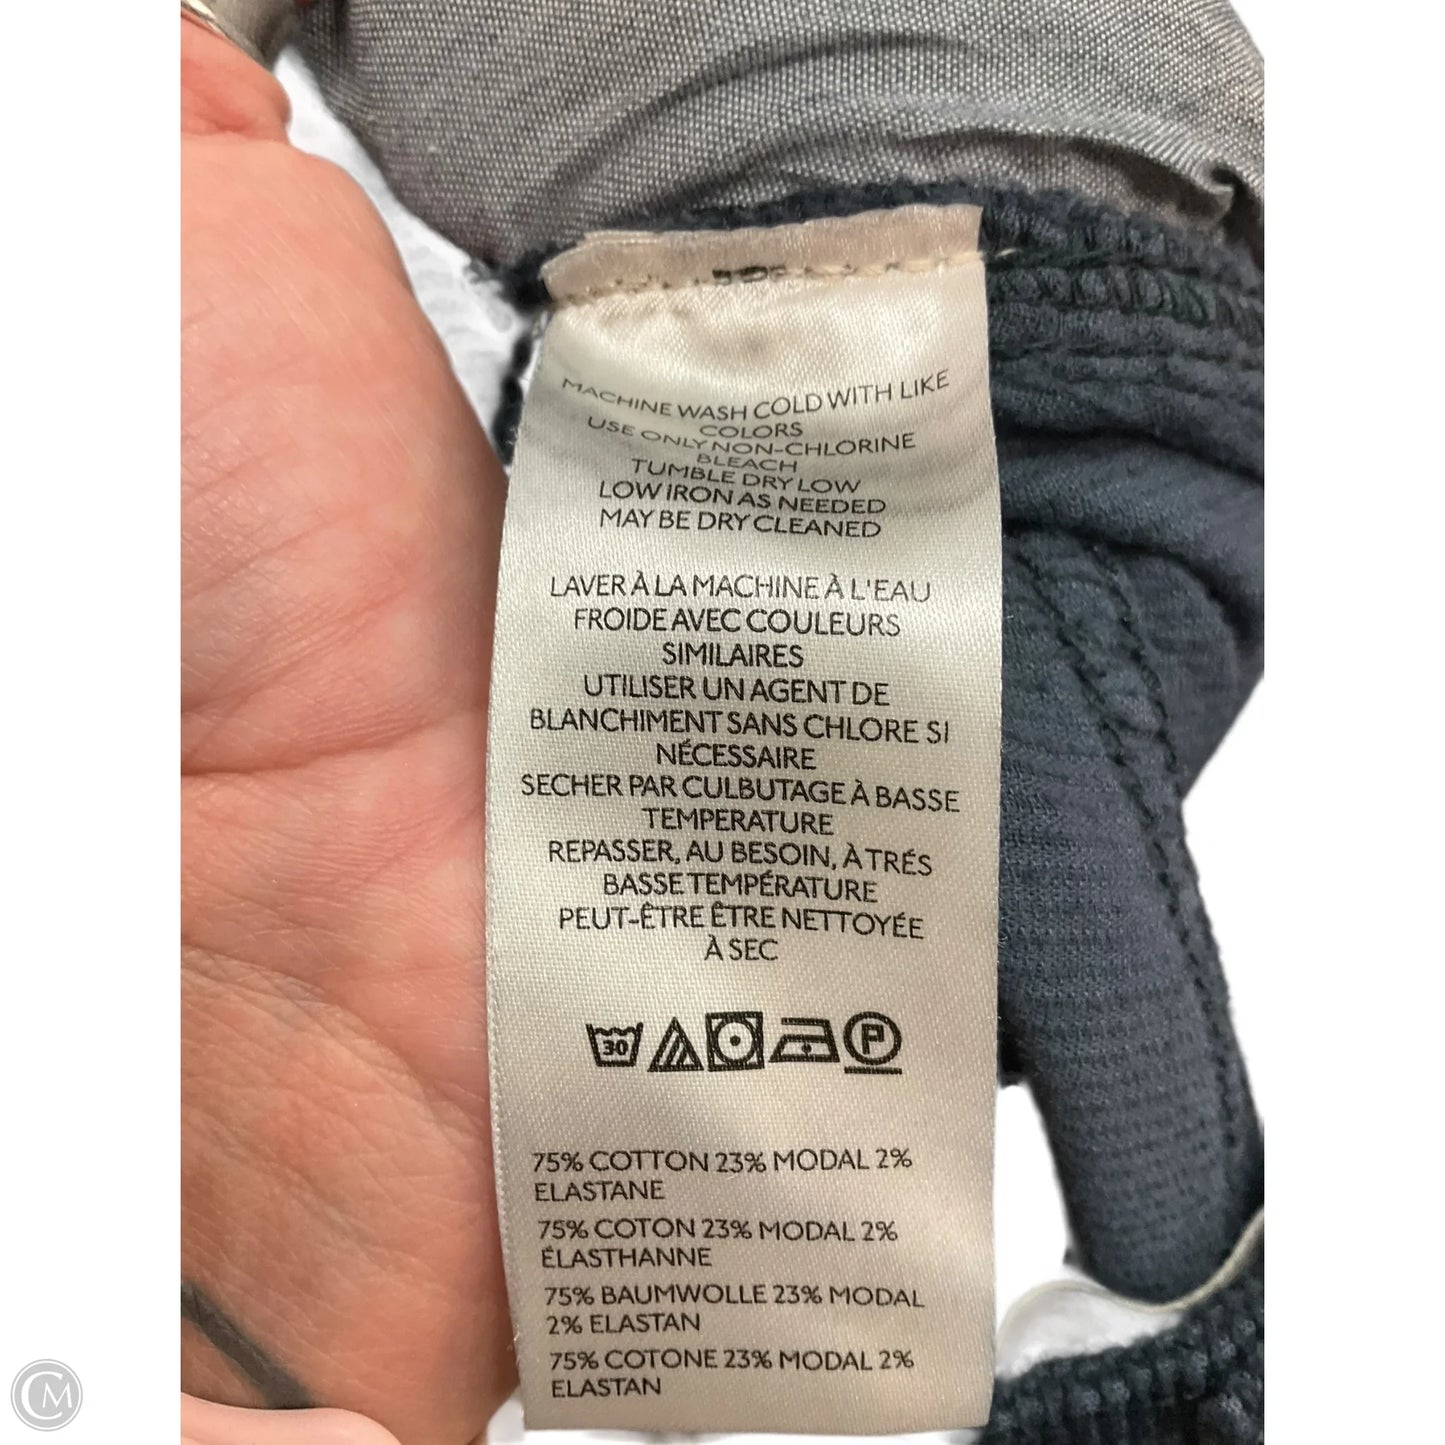 MACHINE WASH COLD WITH LIKE
COLORS
USE ONLY NON-CHLORINE
BLEACH
TUMBLE DRY LOW
LOW IRON AS NEEDED
MAY BE DRY CLEANED
LAVER À LA MACHINE À L'EAU
FROIDE AVEC COULEURS
SIMILAIRES
UTILISER UN AGENT DE
BLANCHIMENT SANS CHLORE SI
NÉCESSAIRE
SECHER PAR CULBUTAGE À BASSE
TEMPERATURE
REPASSER, AU BESOIN, À TRÉS
BASSE TEMPÉRATURE
PEUT-ÊTRE ÊTRE NETTOYÉE
À SEC
30 P
75% COTTON 23% MODAL 2%
ELASTANE
75% COTON 23% MODAL 2%
ÉLASTHANNE
75% BAUMWOLLE 23% MODAL
2% ELASTAN
75% COTONE 23% MODAL 2%
ELASTAN
CM